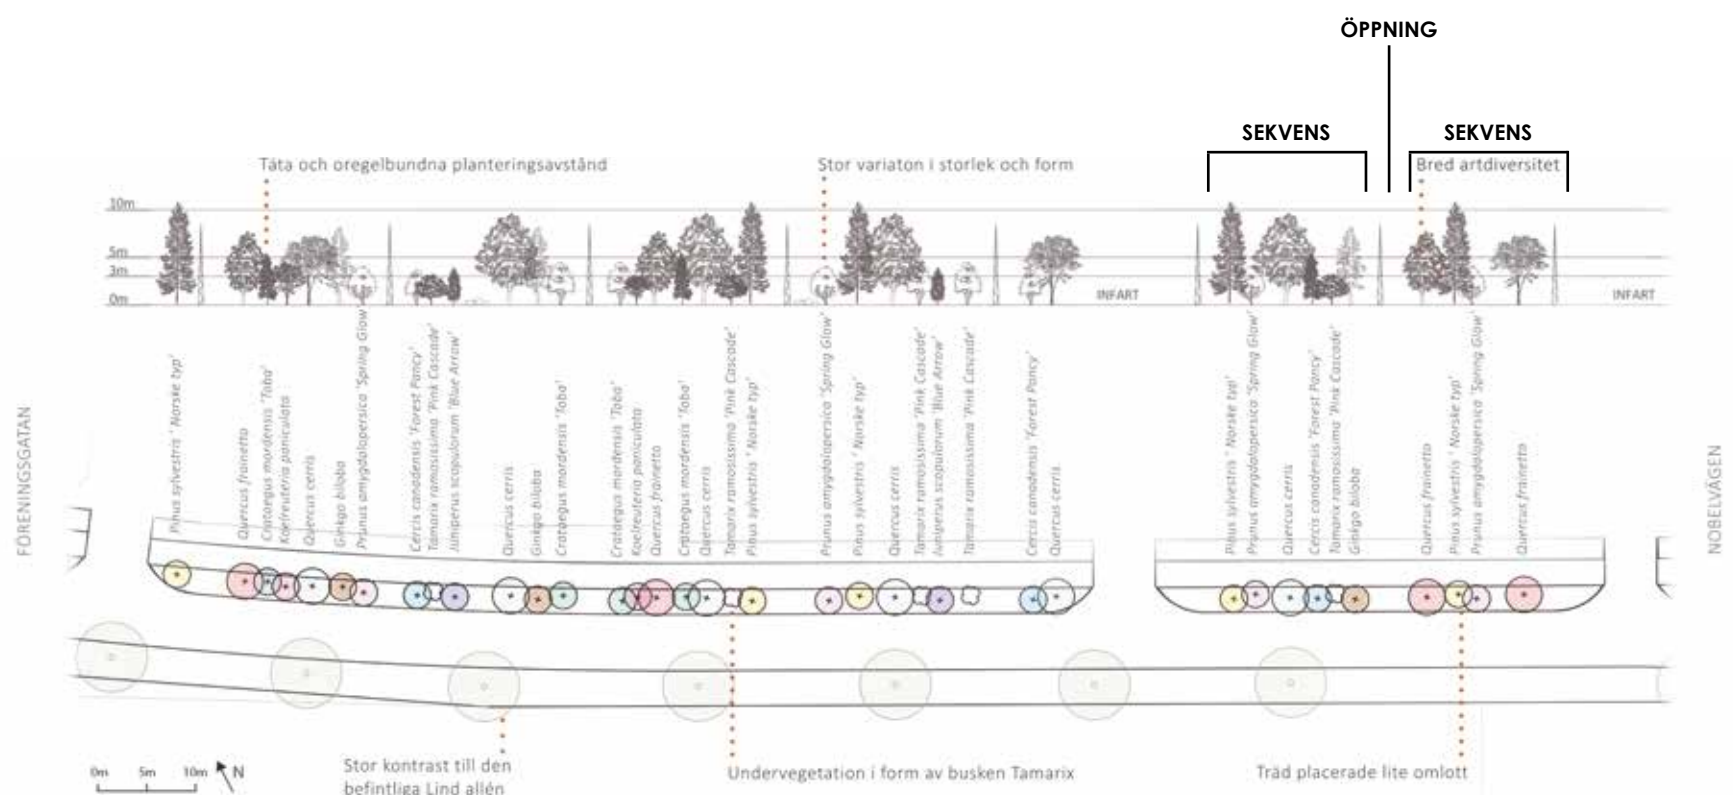 ÖPPNING
SEKVENS
SEKVENS
Täta och oregelbundna planteringsavstånd
Stor variaton i storlek och form
Bred artdiversitet
10m
5m
3m
0m
INFART
INFART
Pinus sylvestris ' Norske typ'
Quercus frainetto
Crataegus mordensis 'Toba'
Koelreuteria paniculata
Quercus cerris
Ginkgo biloba
Prunus amygdalopersica 'Spring Glow'
Cercis canadensis 'Forest Pancy'
Tamarix ramosissima 'Pink Cascade'
Juniperus scopulorum 'Blue Arrow'
Quercus cerris
Ginkgo biloba
Crataegus mordensis 'Toba'
Crataegus mordensis 'Toba'
Koelreuteria paniculata
Quercus frainetto
Crataegus mordensis 'Toba'
Quercus cerris
Tamarix ramosissima 'Pink Cascade'
Pinus sylvestris ' Norske typ'
Prunus amygdalopersica 'Spring Glow'
Pinus sylvestris ' Norske typ'
Quercus cerris
Tamarix ramosissima 'Pink Cascade'
Juniperus scopulorum 'Blue Arrow'
Tamarix ramosissima 'Pink Cascade'
Cercis canadensis 'Forest Pancy'
Quercus cerris
Pinus sylvestris ' Norske typ'
Prunus amygdalopersica 'Spring Glow'
Quercus cerris
Cercis canadensis 'Forest Pancy'
Tamarix ramosissima 'Pink Cascade'
Ginkgo biloba
Quercus frainetto
Pinus sylvestris ' Norske typ'
Prunus amygdalopersica 'Spring Glow'
Quercus frainetto
FÖRENINGSGATAN
NOBELVÄGEN
0m
5m
10m
N
Stor kontrast till den
befintliga Lind allén
Undervegetation i form av busken Tamarix
Träd placerade lite omlott